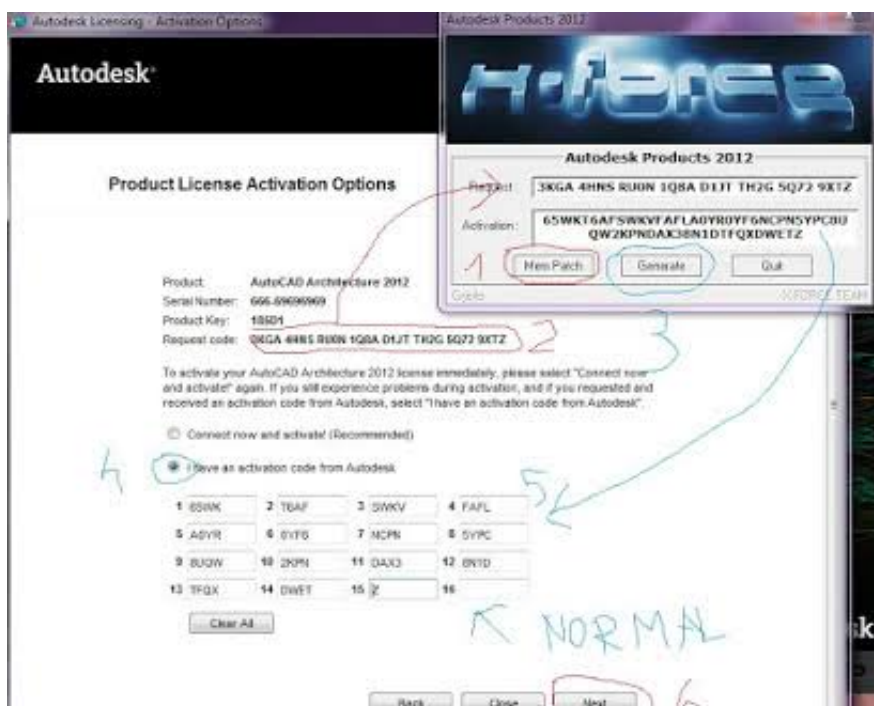 Autodesk Licensing - Activation Options
Autodesk Products 2012
Autodesk
X-FORCE
Autodesk Products 2012
Request
3KGA 4HNS RU0N 1Q8A D1JT TH2G 5Q72 9XTZ
Activation:
65WKT6AFSWKVFAFLA0YR0YF6NCPN5YPC8U
QW2KPNDAX38N1DTFQXDWETZ
1
Mem Patch
Generate
Quit
X-FORCE TEAM
Product License Activation Options
Product: AutoCAD Architecture 2012
Serial Number: 666-69696969
Product Key:
Request code: 3KGA 4HNS RU0N 1Q8A D1JT TH2G 5Q72 9XTZ
2
3
To activate your AutoCAD Architecture 2012 license immediately, please select "Connect now
and activate!" again. If you still experience problems during activation, and if you requested and
received an activation code from Autodesk, select "I have an activation code from Autodesk".
Connect now and activate! (Recommended)
4
I have an activation code from Autodesk
5
1 65WK 2 T6AF 3 SWKV 4 FAFL
5 A0YR 6 0YF6 7 NCPN 8 5YPC
9 8UQW 10 2KPN 11 DAX3 12 8N1D
13 TFQX 14 DWET 15 Z 16
Clear All
NORMAL
Back
Close
Next
6